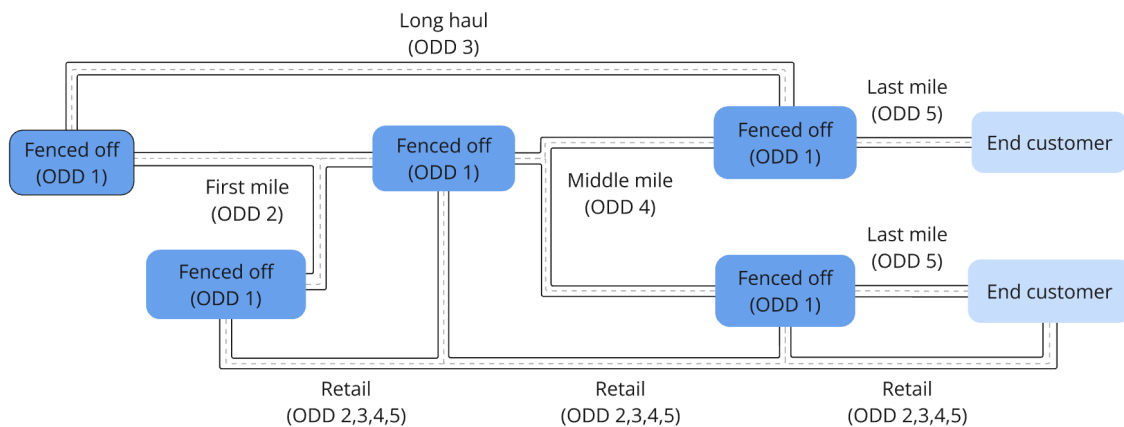 Long haul
(ODD 3)
Last mile
(ODD 5)
Fenced off
(ODD 1)
Fenced off
(ODD 1)
Fenced off
(ODD 1)
End customer
First mile
(ODD 2)
Middle mile
(ODD 4)
Last mile
(ODD 5)
Fenced off
(ODD 1)
Fenced off
(ODD 1)
End customer
Retail
(ODD 2,3,4,5)
Retail
(ODD 2,3,4,5)
Retail
(ODD 2,3,4,5)